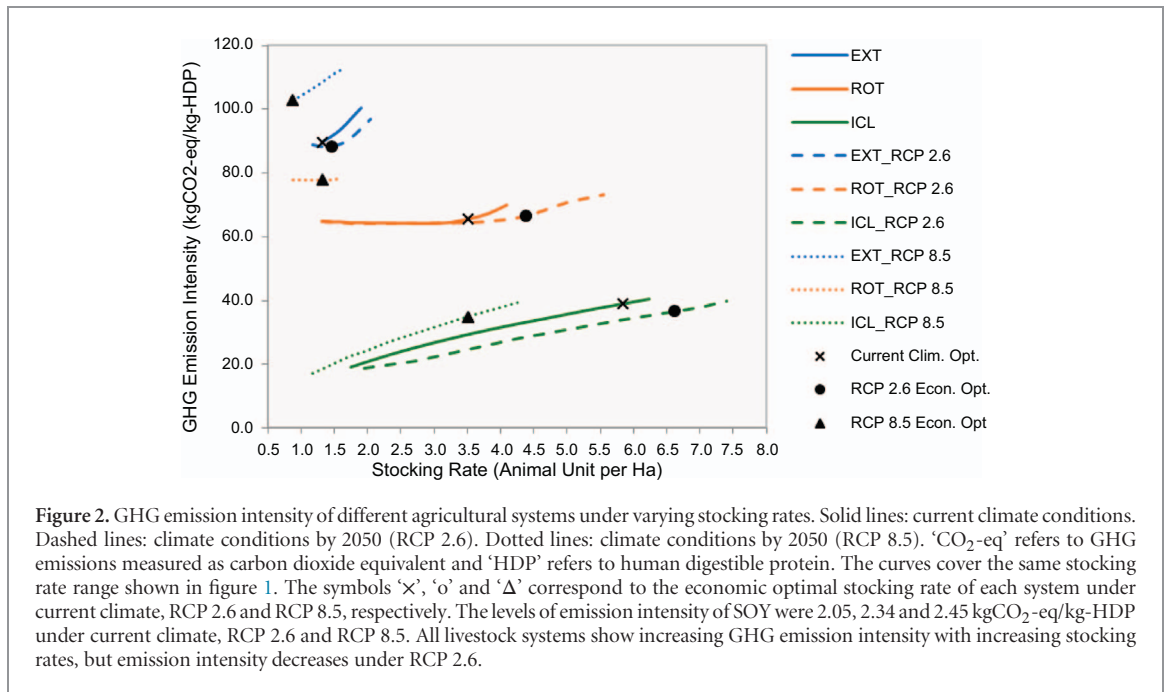 120.0
100.0
80.0
60.0
40.0
20.0
0.0
GHG Emission Intensity (kgCO2-eq/kg-HDP)
0.5 1.0 1.5 2.0 2.5 3.0 3.5 4.0 4.5 5.0 5.5 6.0 6.5 7.0 7.5 8.0
Stocking Rate (Animal Unit per Ha)
EXT
ROT
ICL
EXT_RCP 2.6
ROT_RCP 2.6
ICL_RCP 2.6
EXT_RCP 8.5
ROT_RCP 8.5
ICL_RCP 8.5
Current Clim. Opt.
RCP 2.6 Econ. Opt.
RCP 8.5 Econ. Opt
Figure 2. GHG emission intensity of different agricultural systems under varying stocking rates. Solid lines: current climate conditions.
Dashed lines: climate conditions by 2050 (RCP 2.6). Dotted lines: climate conditions by 2050 (RCP 8.5). ‘CO₂-eq’ refers to GHG
emissions measured as carbon dioxide equivalent and ‘HDP’ refers to human digestible protein. The curves cover the same stocking
rate range shown in figure 1. The symbols ‘×’, ‘o’ and ‘Δ’ correspond to the economic optimal stocking rate of each system under
current climate, RCP 2.6 and RCP 8.5, respectively. The levels of emission intensity of SOY were 2.05, 2.34 and 2.45 kgCO₂-eq/kg-HDP
under current climate, RCP 2.6 and RCP 8.5. All livestock systems show increasing GHG emission intensity with increasing stocking
rates, but emission intensity decreases under RCP 2.6.